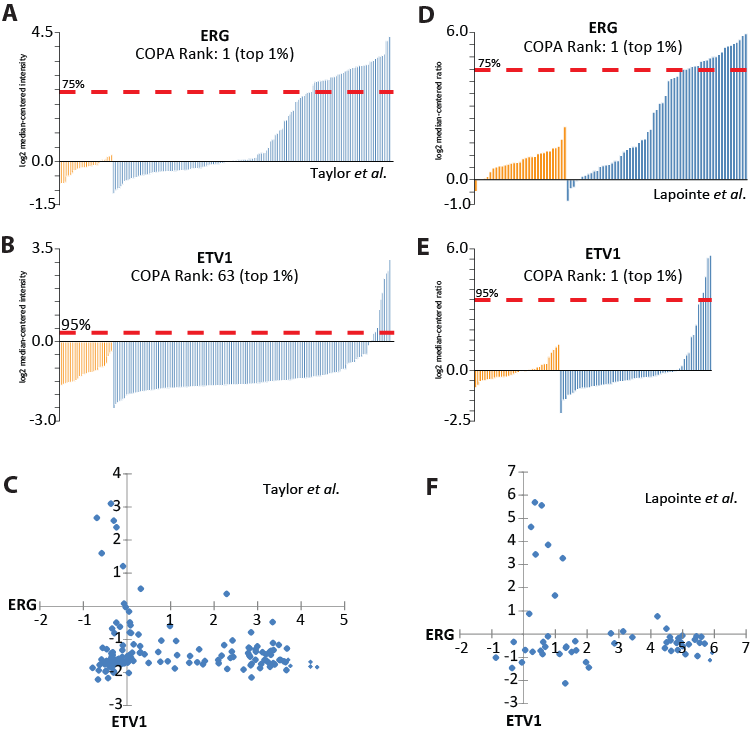 A
ERG
COPA Rank: 1 (top 1%)
4.5
75%
log2 median-centered intensity
0.0
-1.5
Taylor et al.
D
ERG
COPA Rank: 1 (top 1%)
6.0
75%
log2 median-centered ratio
0.0
-1.0
Lapointe et al.
B
ETV1
COPA Rank: 63 (top 1%)
3.5
95%
log2 median-centered intensity
0.0
-3.0
E
ETV1
COPA Rank: 1 (top 1%)
6.0
95%
log2 median-centered ratio
0.0
-2.5
C
Taylor et al.
4
3
2
1
ERG
-2 -1 0 1 2 3 4 5
-1
-2
-3
ETV1
F
Lapointe et al.
7
6
5
4
3
2
1
ERG
-2 -1 0 1 2 3 4 5 6 7
-1
-2
-3
ETV1